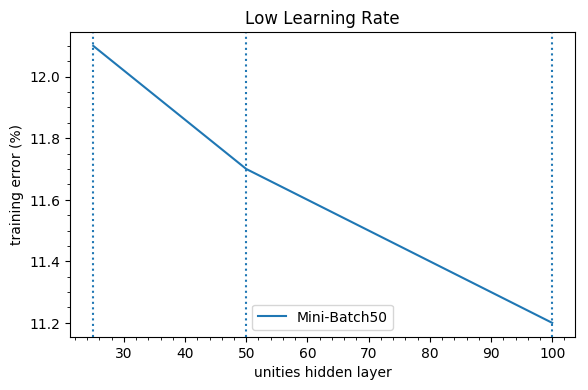 Low Learning Rate
training error (%)
12.0
11.8
11.6
11.4
11.2
Mini-Batch50
30 40 50 60 70 80 90 100
unities hidden layer